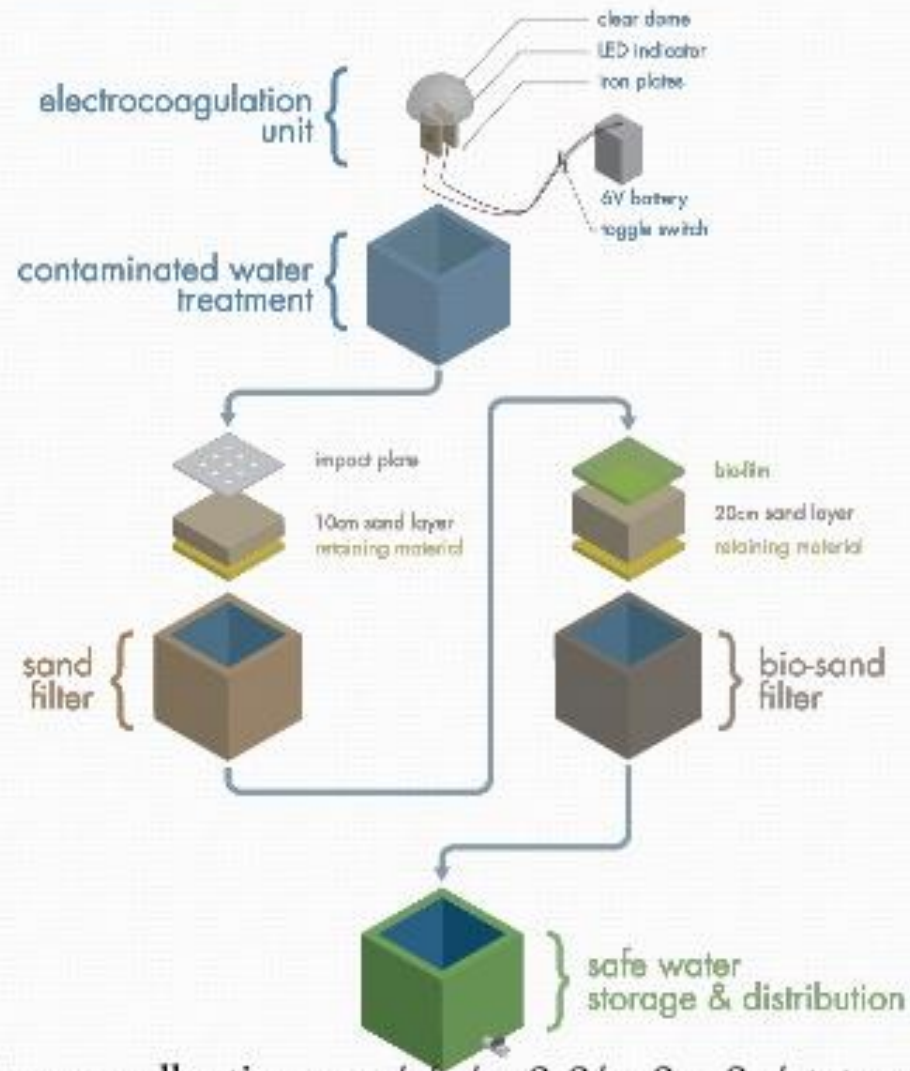 clear dome
LED indicator
iron plates
electrocoagulation
unit
6V battery
toggle switch
contaminated water
treatment
impact plate
10cm sand layer
retaining material
bio-film
20cm sand layer
retaining material
sand
filter
bio-sand
filter
safe water
storage & distribution